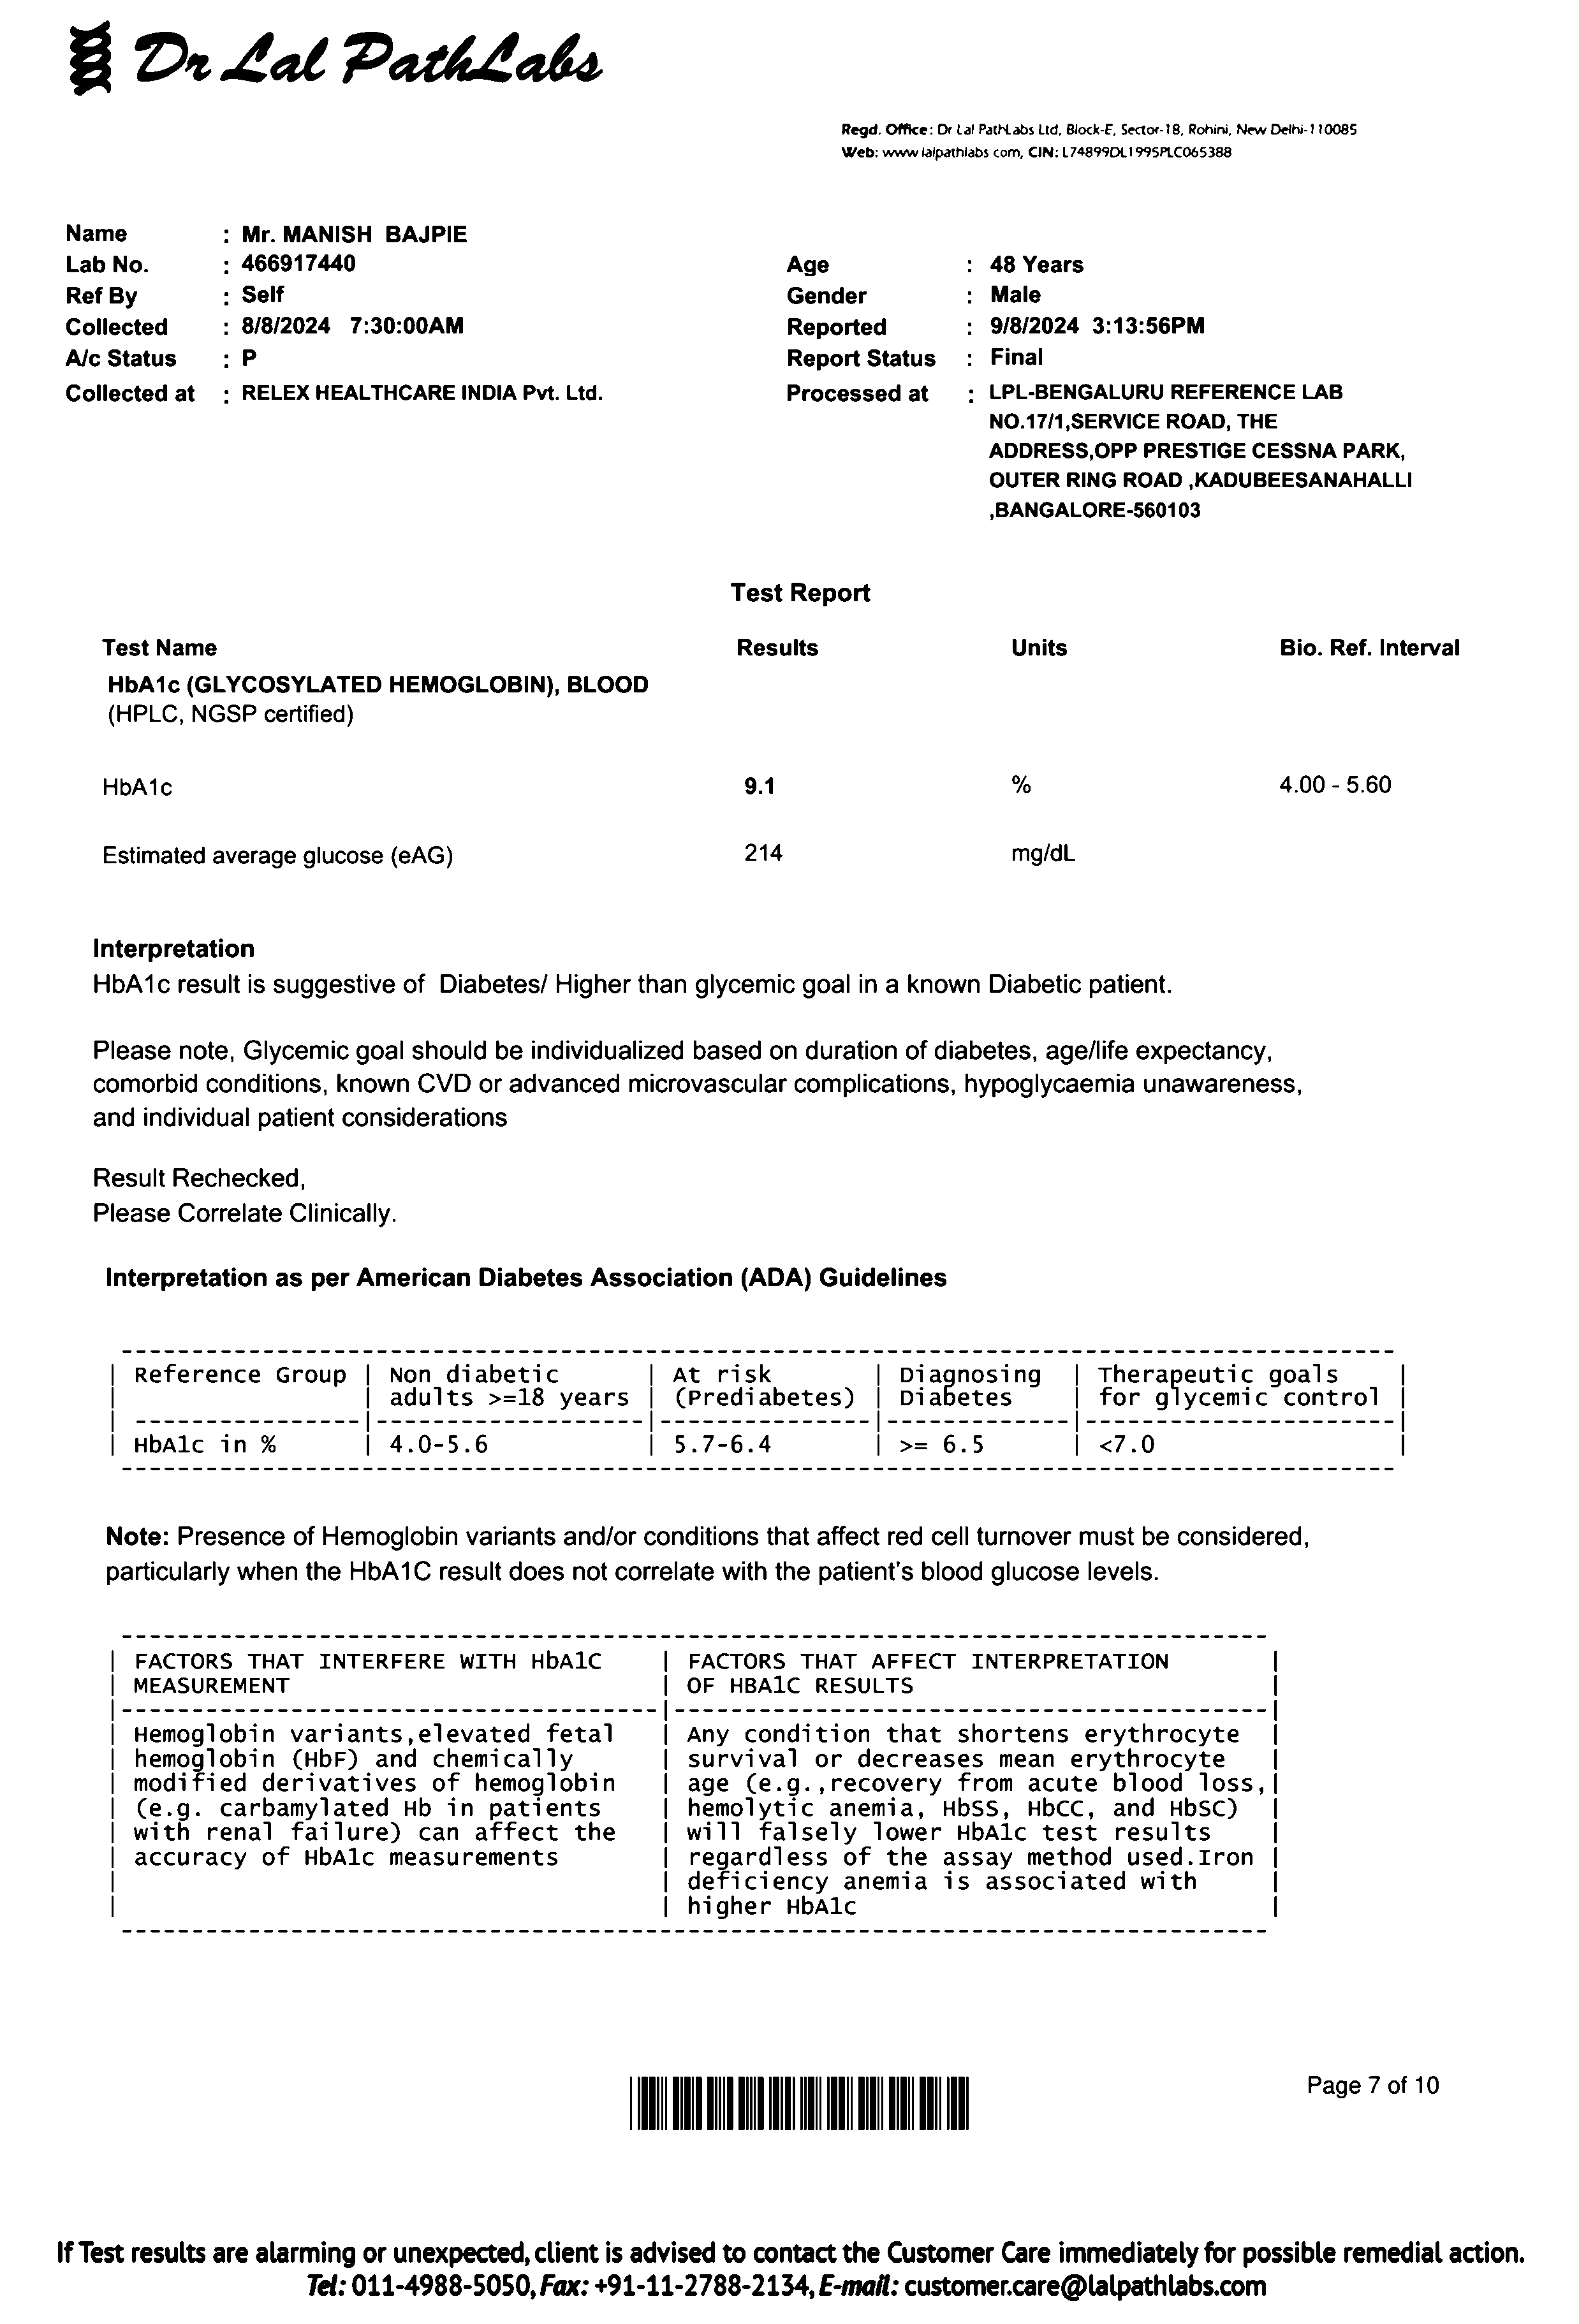 Dr Lal PathLabs
Regd. Office: Dr Lal PathLabs Ltd, Block-E, Sector-18, Rohini, New Delhi-110085
Web: www lalpathlabs com, CIN: L74899DL1995PLC065388
Name : Mr. MANISH BAJPIE
Lab No. : 466917440 Age : 48 Years
Ref By : Self Gender : Male
Collected : 8/8/2024 7:30:00AM Reported : 9/8/2024 3:13:56PM
A/c Status : P Report Status : Final
Collected at : RELEX HEALTHCARE INDIA Pvt. Ltd. Processed at : LPL-BENGALURU REFERENCE LAB
NO.17/1,SERVICE ROAD, THE
ADDRESS,OPP PRESTIGE CESSNA PARK,
OUTER RING ROAD ,KADUBEESANAHALLI
,BANGALORE-560103
Test Report
Test Name Results Units Bio. Ref. Interval
HbA1c (GLYCOSYLATED HEMOGLOBIN), BLOOD
(HPLC, NGSP certified)
HbA1c 9.1 % 4.00 - 5.60
Estimated average glucose (eAG) 214 mg/dL
Interpretation
HbA1c result is suggestive of Diabetes/ Higher than glycemic goal in a known Diabetic patient.
Please note, Glycemic goal should be individualized based on duration of diabetes, age/life expectancy,
comorbid conditions, known CVD or advanced microvascular complications, hypoglycaemia unawareness,
and individual patient considerations
Result Rechecked,
Please Correlate Clinically.
Interpretation as per American Diabetes Association (ADA) Guidelines
Reference Group | Non diabetic | At risk | Diagnosing | Therapeutic goals
| adults >=18 years | (Prediabetes) | Diabetes | for glycemic control
HbA1c in % | 4.0-5.6 | 5.7-6.4 | >= 6.5 | <7.0
Note: Presence of Hemoglobin variants and/or conditions that affect red cell turnover must be considered,
particularly when the HbA1C result does not correlate with the patient's blood glucose levels.
FACTORS THAT INTERFERE WITH HbA1C | FACTORS THAT AFFECT INTERPRETATION
MEASUREMENT | OF HBA1C RESULTS
Hemoglobin variants,elevated fetal | Any condition that shortens erythrocyte
hemoglobin (HbF) and chemically | survival or decreases mean erythrocyte
modified derivatives of hemoglobin | age (e.g.,recovery from acute blood loss,
(e.g. carbamylated Hb in patients | hemolytic anemia, HbSS, HbCC, and HbSC)
with renal failure) can affect the | will falsely lower HbA1c test results
accuracy of HbA1c measurements | regardless of the assay method used.Iron
| deficiency anemia is associated with
| higher HbA1c
Page 7 of 10
If Test results are alarming or unexpected, client is advised to contact the Customer Care immediately for possible remedial action.
Tel: 011-4988-5050, Fax: +91-11-2788-2134, E-mail: customer.care@lalpathlabs.com